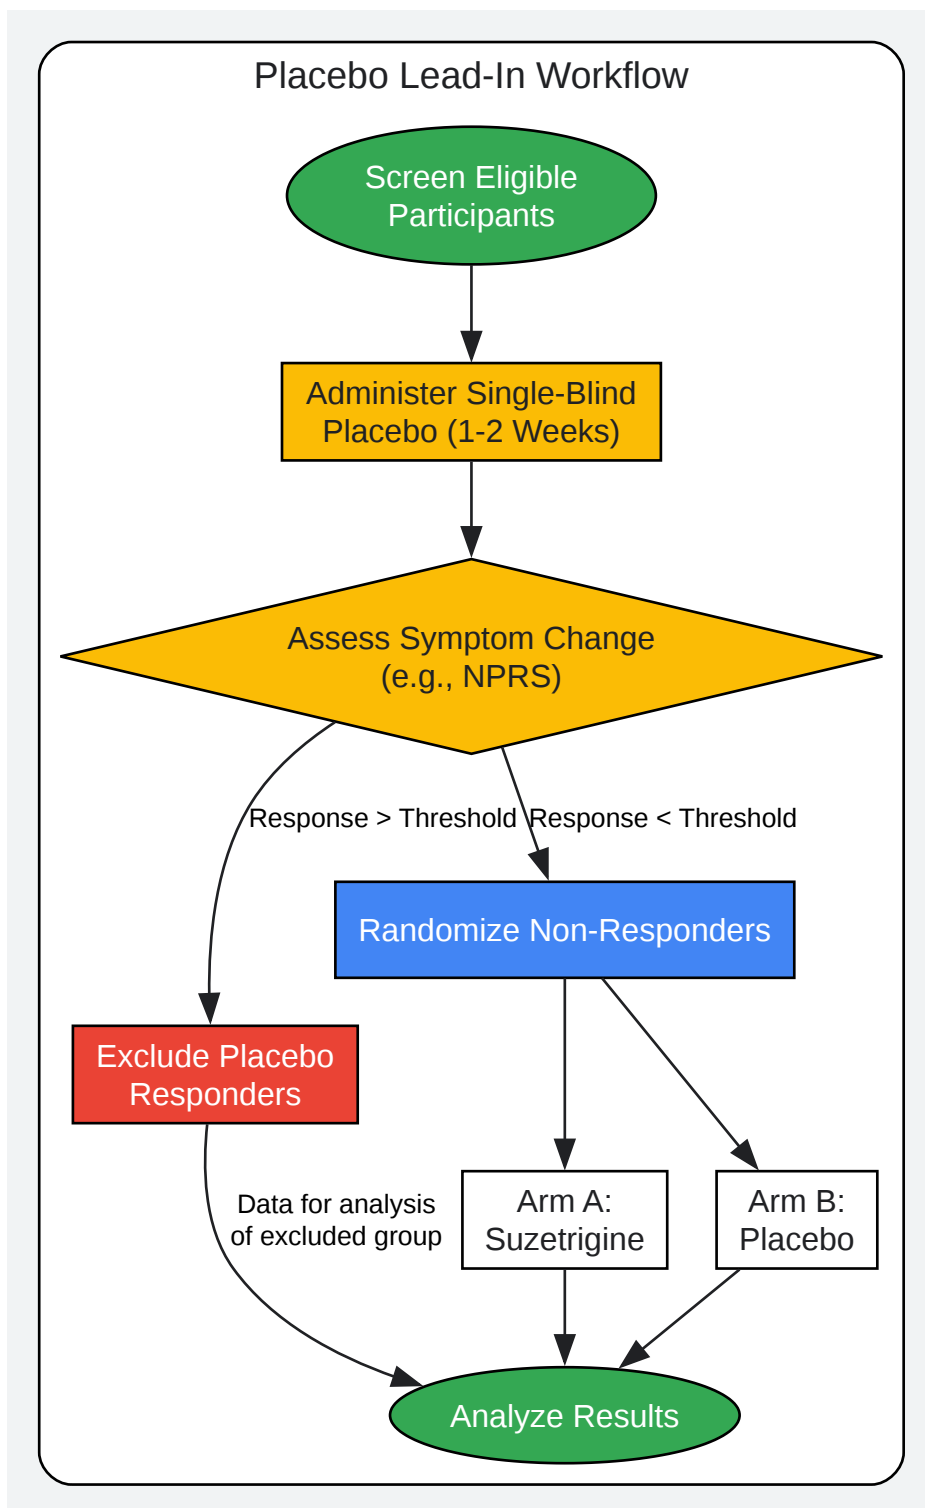 Placebo Lead-In Workflow
Screen Eligible
Participants
Administer Single-Blind
Placebo (1-2 Weeks)
Assess Symptom Change
(e.g., NPRS)
Response > Threshold
Response < Threshold
Randomize Non-Responders
Exclude Placebo
Responders
Data for analysis
of excluded group
Arm A:
Suzetrigine
Arm B:
Placebo
Analyze Results